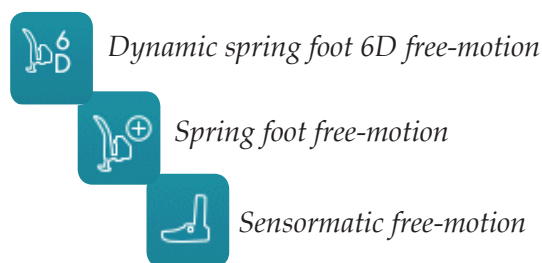 6
D
Dynamic spring foot 6D free-motion
Spring foot free-motion
Sensormatic free-motion